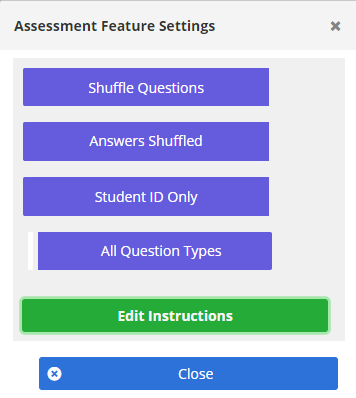 Assessment Feature Settings
Shuffle Questions
Answers Shuffled
Student ID Only
All Question Types
Edit Instructions
Close